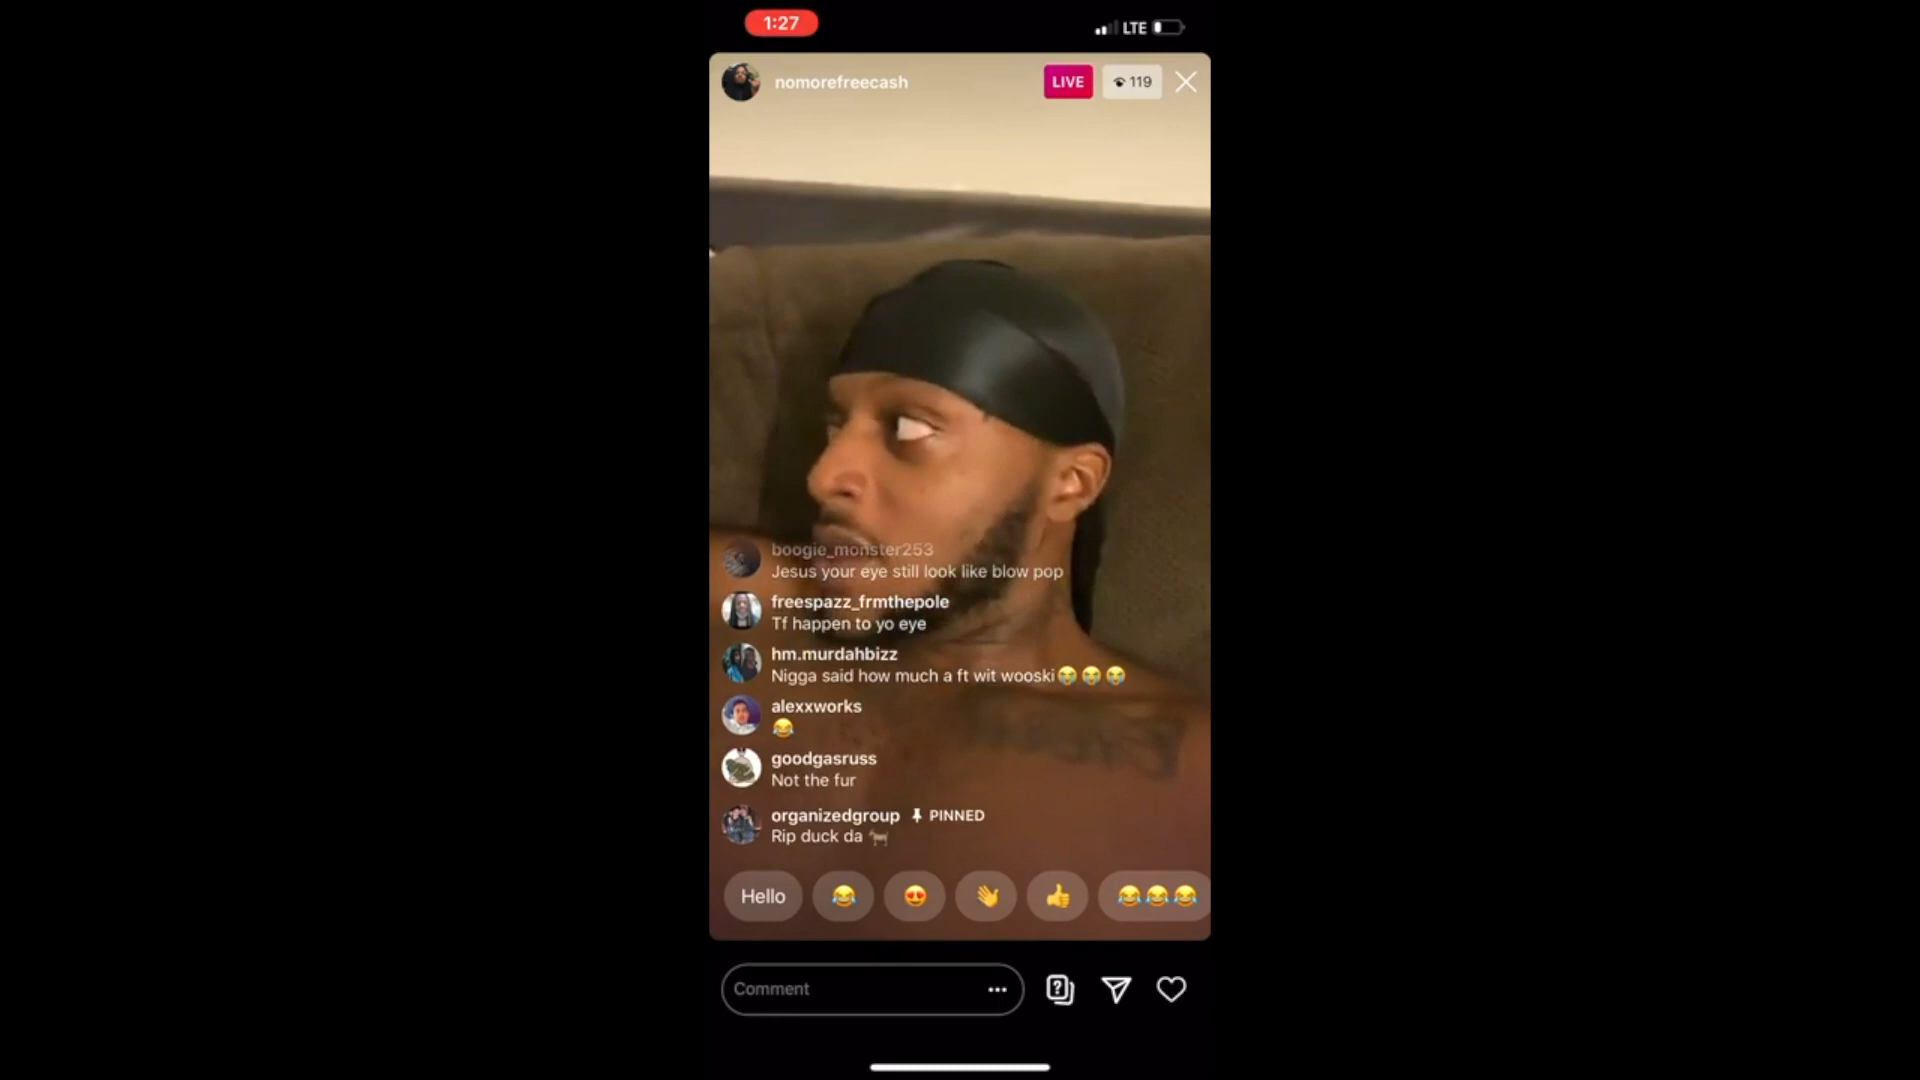 1:27
LTE
nomorefreecash
LIVE
119
boogie_monster253
Jesus your eye still look like blow pop
freespazz_frmthepole
Tf happen to yo eye
hm.murdahbizz
Nigga said how much a ft wit wooski😭😭😭
alexxworks
😂
goodgasruss
Not the fur
organizedgroup PINNED
Rip duck da 🐐
Hello 😂 😍 👋 👍 😂😂😂
Comment